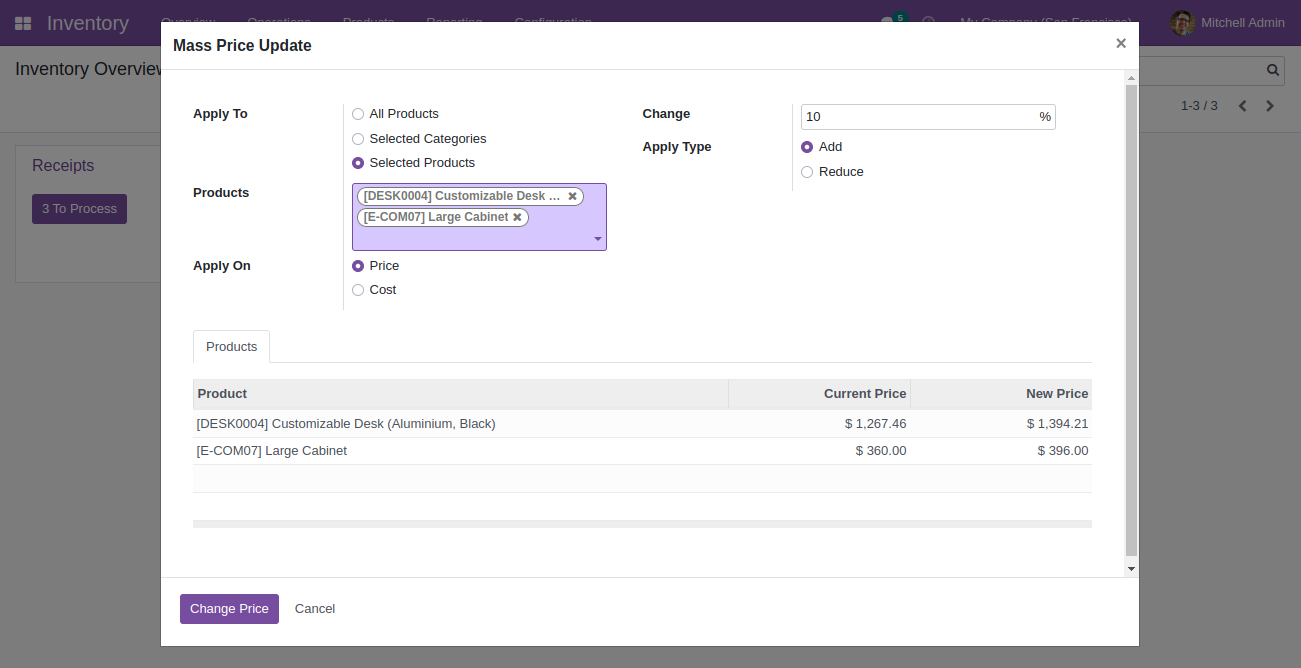 Inventory Overview Operations Products Reporting Configuration 5 My Company (San Francisco) Mitchell Admin
Mass Price Update ×
Inventory Overview
1-3 / 3
Receipts
3 To Process
Apply To
All Products
Selected Categories
Selected Products
Products
[DESK0004] Customizable Desk ... ✖
[E-COM07] Large Cabinet ✖
Apply On
Price
Cost
Change
10 %
Apply Type
Add
Reduce
Products
Product Current Price New Price
[DESK0004] Customizable Desk (Aluminium, Black) $ 1,267.46 $ 1,394.21
[E-COM07] Large Cabinet $ 360.00 $ 396.00
Change Price Cancel